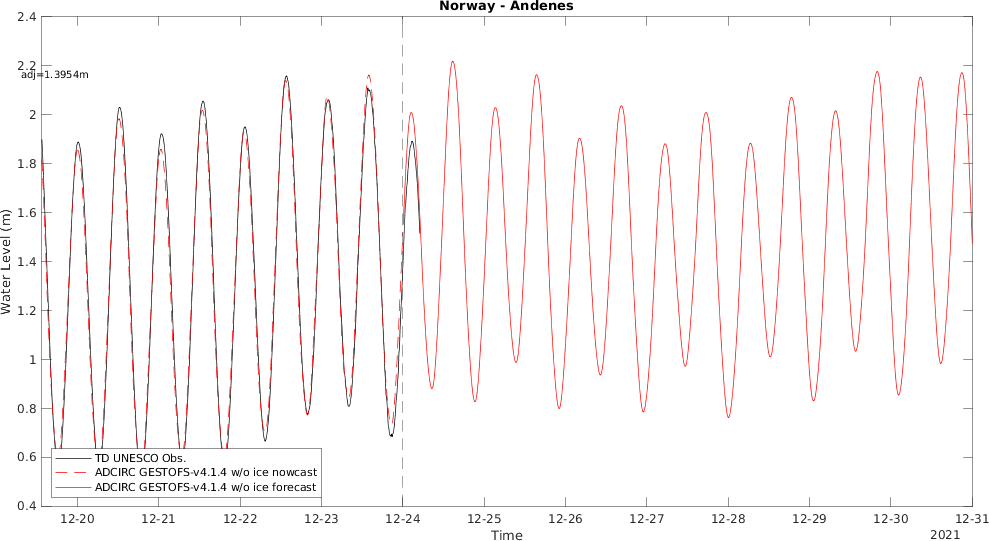 Norway - Andenes
2.4
2.2
adj=1.3954m
2
1.8
1.6
1.4
1.2
1
0.8
0.6
0.4
Water Level (m)
TD UNESCO Obs.
ADCIRC GESTOFS-v4.1.4 w/o ice nowcast
ADCIRC GESTOFS-v4.1.4 w/o ice forecast
12-20 12-21 12-22 12-23 12-24 12-25 12-26 12-27 12-28 12-29 12-30 12-31
Time
2021